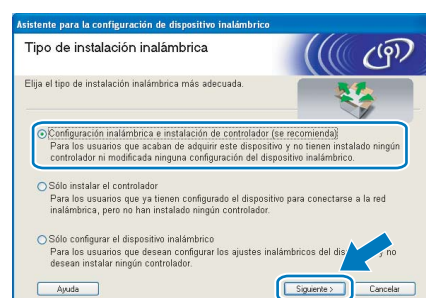 Asistente para la configuración de dispositivo inalámbrico
Tipo de instalación inalámbrica
Elija el tipo de instalación inalámbrica más adecuada.
Configuración inalámbrica e instalación de controlador (se recomienda)
Para los usuarios que acaban de adquirir este dispositivo y no tienen instalado ningún
controlador ni modificada ninguna configuración del dispositivo inalámbrico.
Sólo instalar el controlador
Para los usuarios que ya tienen configurado el dispositivo para conectarse a la red
inalámbrica, pero no han instalado ningún controlador.
Sólo configurar el dispositivo inalámbrico
Para los usuarios que desean configurar los ajustes inalámbricos del y no
desean instalar ningún controlador.
Ayuda
Siguiente >
Cancelar